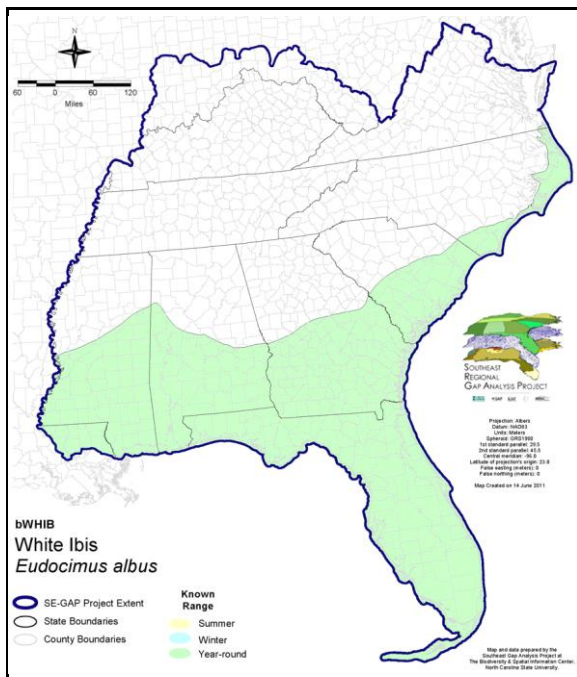 N
60 0 60 120
Miles
SOUTHEAST
REGIONAL
GAP ANALYSIS PROJECT
Projection: Albers
Datum: NAD83
Units: Meters
Spheroid: GRS1980
1st standard parallel: 29.5
2nd standard parallel: 45.5
Central meridian: -96.0
Latitude of projection's origin: 23.0
False easting (meters): 0
False northing (meters): 0
Map Created on 14 June 2011
bWHIB
White Ibis
Eudocimus albus
SE-GAP Project Extent
State Boundaries
County Boundaries
Known
Range
Summer
Winter
Year-round
Map and data prepared by the
Southeast Gap Analysis Project at
The Biodiversity & Spatial Information Center,
North Carolina State University.